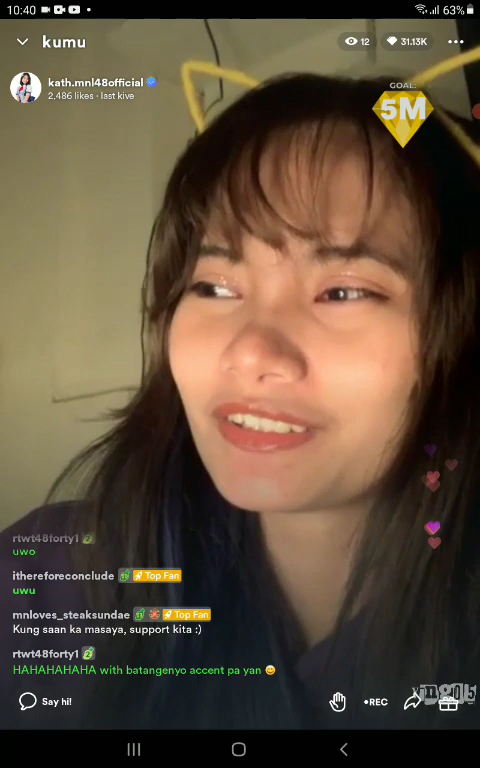 10:40
63%
kumu
12
31.13K
kath.mnl48official
2,486 likes · last kive
GOAL:
5M
rtwt48forty1
uwo
ithereforeconclude Top Fan
uwu
mnloves_steaksundae Top Fan
Kung saan ka masaya, support kita :)
rtwt48forty1
HAHAHAHAHA with batangenyo accent pa yan 😄
Say hi!
•REC